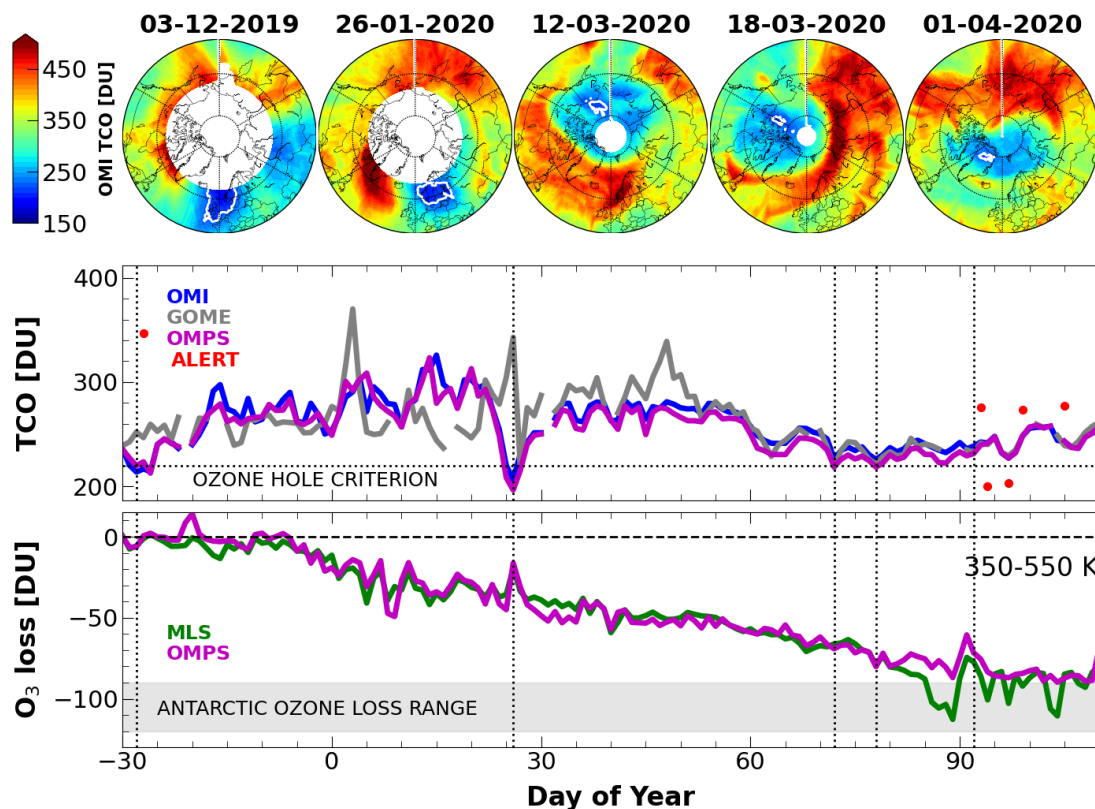 03-12-2019 26-01-2020 12-03-2020 18-03-2020 01-04-2020
OMI TCO [DU]
450
350
250
150
TCO [DU]
400
300
200
OMI
GOME
OMPS
ALERT
OZONE HOLE CRITERION
O₃ loss [DU]
0
−50
−100
350-550 K
MLS
OMPS
ANTARCTIC OZONE LOSS RANGE
−30 0 30 60 90
Day of Year